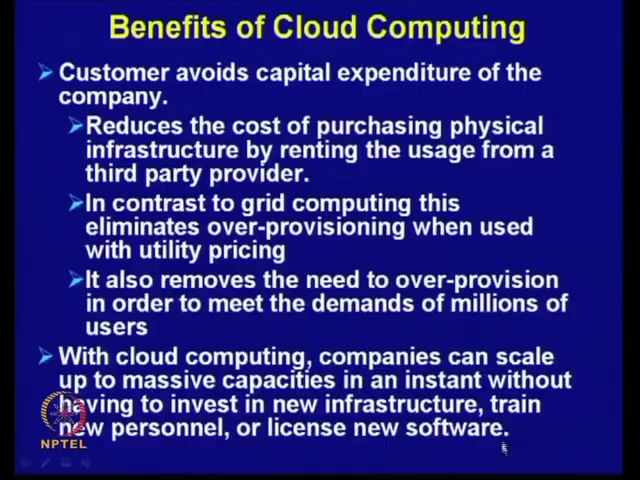 Benefits of Cloud Computing
Customer avoids capital expenditure of the
company.
Reduces the cost of purchasing physical
infrastructure by renting the usage from a
third party provider.
In contrast to grid computing this
eliminates over-provisioning when used
with utility pricing
It also removes the need to over-provision
in order to meet the demands of millions of
users
With cloud computing, companies can scale
up to massive capacities in an instant without
having to invest in new infrastructure, train
new personnel, or license new software.
NPTEL